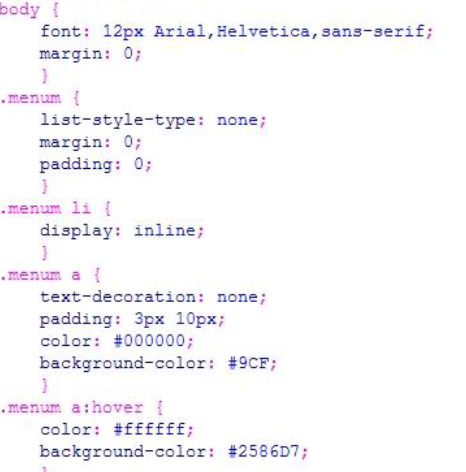 body {
font: 12px Arial,Helvetica,sans-serif;
margin: 0;
}
.menum {
list-style-type: none;
margin: 0;
padding: 0;
}
.menum li {
display: inline;
}
.menum a {
text-decoration: none;
padding: 3px 10px;
color: #000000;
background-color: #9CF;
}
.menum a:hover {
color: #ffffff;
background-color: #2586D7;
}